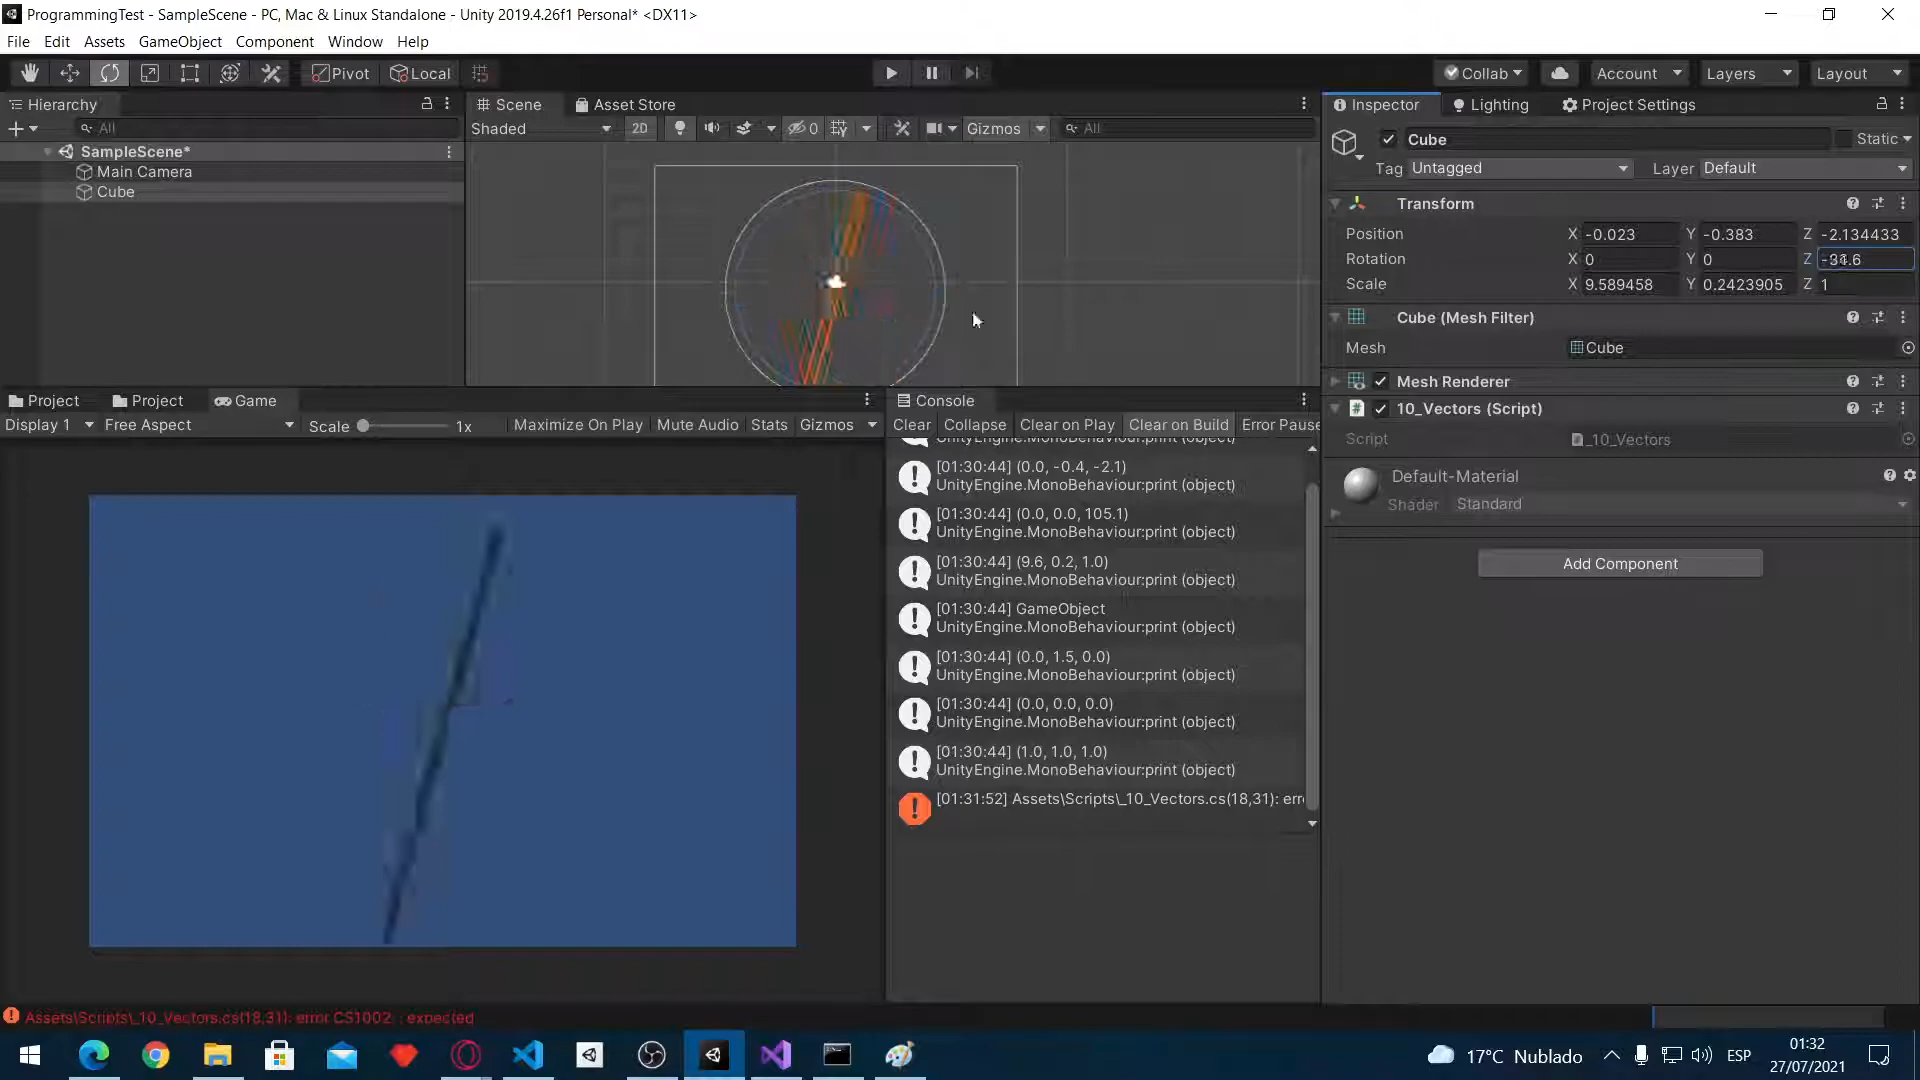 ProgrammingTest - SampleScene - PC, Mac & Linux Standalone - Unity 2019.4.26f1 Personal* <DX11>
File Edit Assets GameObject Component Window Help
Pivot Local Collab Account Layers Layout
Hierarchy
All
SampleScene*
Main Camera
Cube
Scene Asset Store
Shaded 2D 0 Gizmos All
Inspector Lighting Project Settings
Cube Static
Tag Untagged Layer Default
Transform
Position X -0.023 Y -0.383 Z -2.134433
Rotation X 0 Y 0 Z
Scale X 9.589458 Y 0.2423905 Z 1
Cube (Mesh Filter)
Mesh Cube
Mesh Renderer
10_Vectors (Script)
Script _10_Vectors
Default-Material
Shader Standard
Add Component
Project Project Game
Display 1 Free Aspect Scale 1x Maximize On Play Mute Audio Stats Gizmos
Console
Clear Collapse Clear on Play Clear on Build Error Pause
UnityEngine.MonoBehaviour:print (object)
[01:30:44] (0.0, -0.4, -2.1)
UnityEngine.MonoBehaviour:print (object)
[01:30:44] (0.0, 0.0, 105.1)
UnityEngine.MonoBehaviour:print (object)
[01:30:44] (9.6, 0.2, 1.0)
UnityEngine.MonoBehaviour:print (object)
[01:30:44] GameObject
UnityEngine.MonoBehaviour:print (object)
[01:30:44] (0.0, 1.5, 0.0)
UnityEngine.MonoBehaviour:print (object)
[01:30:44] (0.0, 0.0, 0.0)
UnityEngine.MonoBehaviour:print (object)
[01:30:44] (1.0, 1.0, 1.0)
UnityEngine.MonoBehaviour:print (object)
[01:31:52] Assets\Scripts\_10_Vectors.cs(18,31): erro
Assets\Scripts\_10_Vectors.cs(18,31): error CS1002: ; expected
17°C Nublado ESP 01:32
27/07/2021